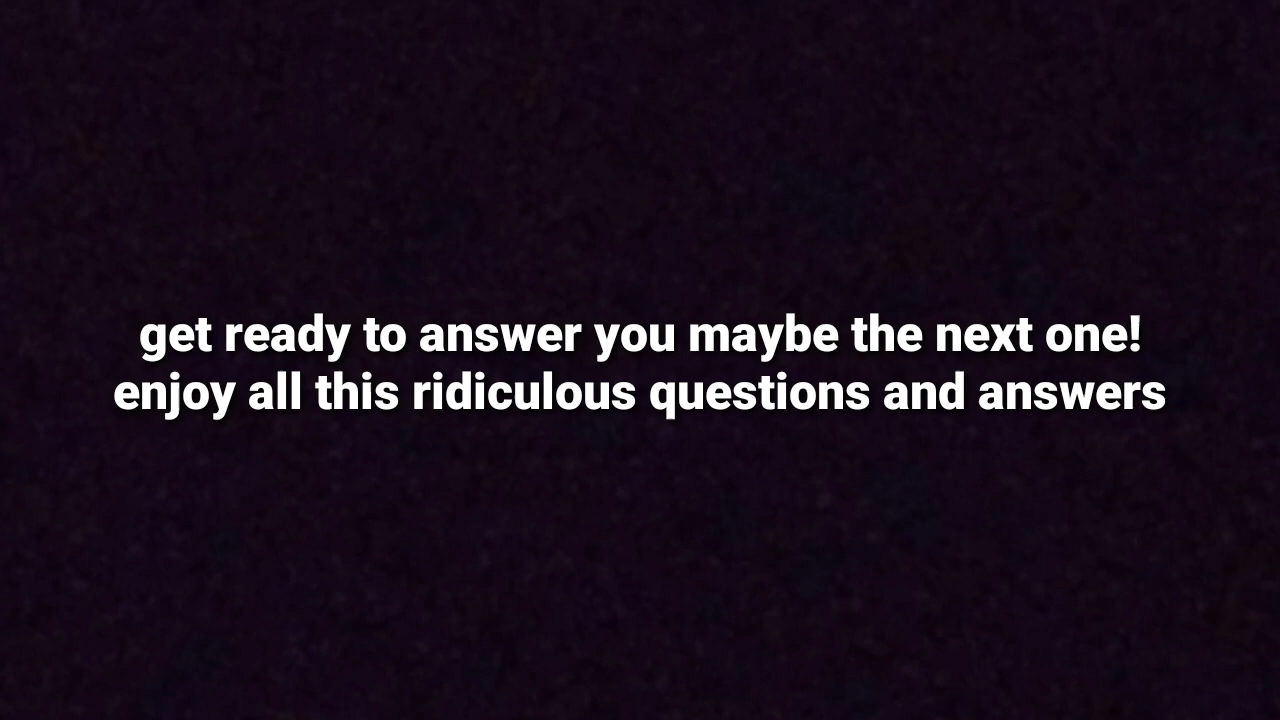 get ready to answer you maybe the next one!
enjoy all this ridiculous questions and answers